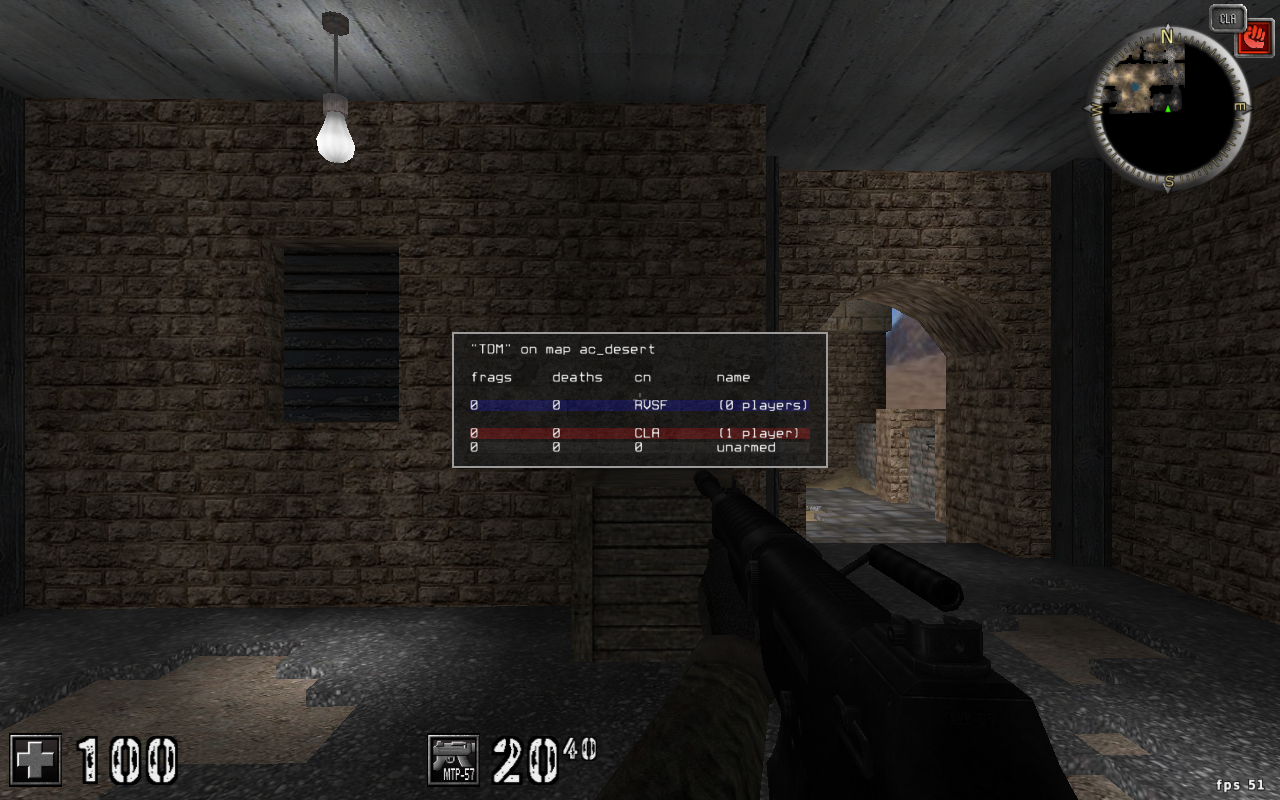 CLA
N
W
E
S
"TDM" on map ac_desert
frags deaths cn name
0 0 RVSF (0 players)
0 0 CLA (1 player)
0 0 0 unarmed
100
MTP-57
20 40
fps 51